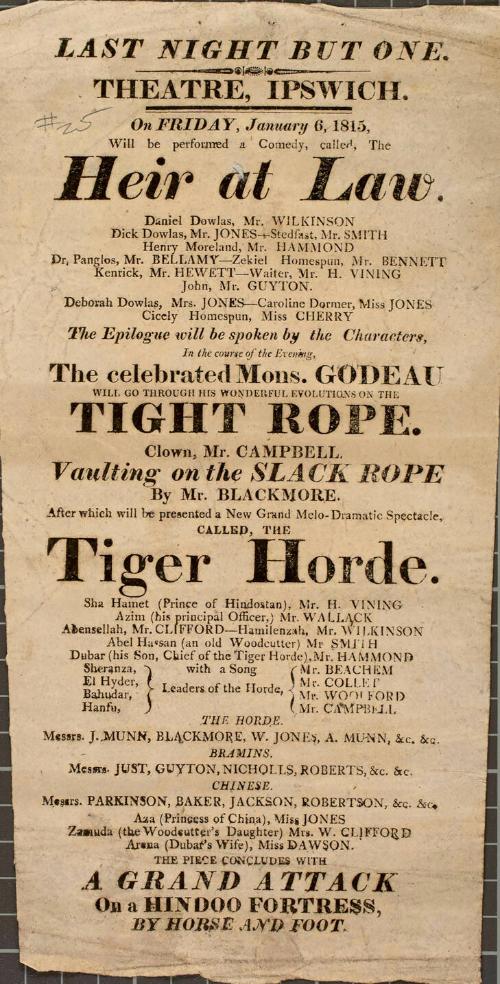 LAST NIGHT BUT ONE.
THEATRE, IPSWICH.
#25
On FRIDAY, January 6, 1815,
Will be performed a Comedy, called, The
Heir at Law.
Daniel Dowlas, Mr. WILKINSON
Dick Dowlas, Mr. JONES—Stedfast, Mr. SMITH
Henry Moreland, Mr. HAMMOND
Dr, Panglos, Mr. BELLAMY—Zekiel Homespun, Mr. BENNETT
Kenrick, Mr. HEWETT—Waiter, Mr. H. VINING
John, Mr. GUYTON.
Deborah Dowlas, Mrs. JONES—Caroline Dormer, Miss JONES
Cicely Homespun, Miss CHERRY
The Epilogue will be spoken by the Characters,
In the course of the Evening,
The celebrated Mons. GODEAU
WILL GO THROUGH HIS WONDERFUL EVOLUTIONS ON THE
TIGHT ROPE.
Clown, Mr. CAMPBELL.
Vaulting on the SLACK ROPE
By Mr. BLACKMORE.
After which will be presented a New Grand Melo-Dramatic Spectacle,
CALLED, THE
Tiger Horde.
Sha Hamet (Prince of Hindostan), Mr. H. VINING
Azim (his principal Officer,) Mr. WALLACK
Abensellah, Mr. CLIFFORD—Hamilenzah, Mr. WILKINSON
Abel Hassan (an old Woodcutter) Mr SMITH
Dubar (his Son, Chief of the Tiger Horde), Mr. HAMMOND
Sheranza, with a Song Mr. BEACHEM
El Hyder, Mr. COLLET
Bahudar, Leaders of the Horde, Mr. WOOLFORD
Hanfu, Mr. CAMPBELL
THE HORDE.
Messrs. J. MUNN, BLACKMORE, W. JONES, A. MUNN, &c. &c.
BRAMINS.
Messrs. JUST, GUYTON, NICHOLLS, ROBERTS, &c. &c.
CHINESE.
Messrs. PARKINSON, BAKER, JACKSON, ROBERTSON, &c. &c.
Aza (Princess of China), Miss JONES
Zamuda (the Woodcutter's Daughter) Mrs. W. CLIFFORD
Arena (Dubar's Wife), Miss DAWSON.
THE PIECE CONCLUDES WITH
A GRAND ATTACK
On a HINDOO FORTRESS,
BY HORSE AND FOOT.